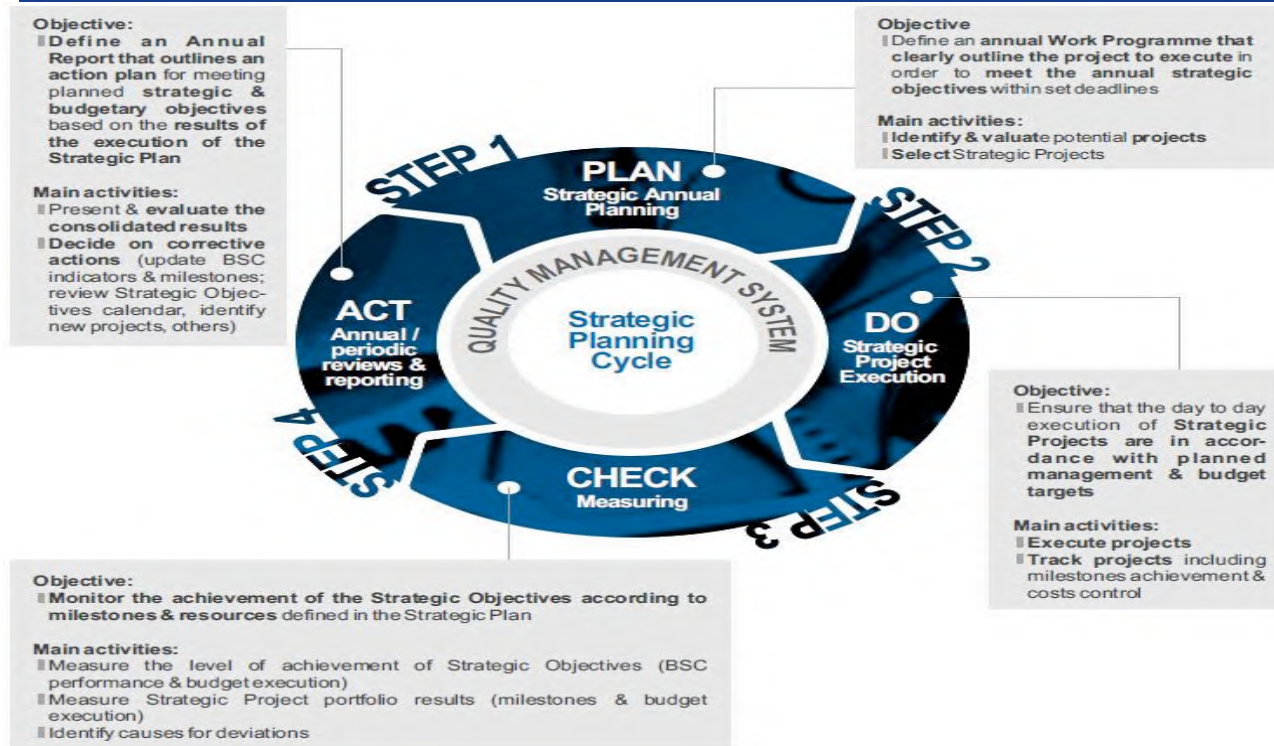 Objective:
Define an Annual
Report that outlines an
action plan for meeting
planned strategic &
budgetary objectives
based on the results of
the execution of the
Strategic Plan
Main activities:
Present & evaluate the
consolidated results
Decide on corrective
actions (update BSC
indicators & milestones;
review Strategic Objec-
tives calendar, identify
new projects, others)
Objective
Define an annual Work Programme that
clearly outline the project to execute in
order to meet the annual strategic
objectives within set deadlines
Main activities:
Identify & valuate potential projects
Select Strategic Projects
STEP 1
PLAN
Strategic Annual
Planning
STEP 2
DO
Strategic
Project
Execution
QUALITY MANAGEMENT SYSTEM
Strategic
Planning
Cycle
ACT
Annual /
periodic
reviews &
reporting
STEP 4
CHECK
Measuring
STEP 3
Objective:
Ensure that the day to day
execution of Strategic
Projects are in accor-
dance with planned
management & budget
targets
Main activities:
Execute projects
Track projects including
milestones achievement &
costs control
Objective:
Monitor the achievement of the Strategic Objectives according to
milestones & resources defined in the Strategic Plan
Main activities:
Measure the level of achievement of Strategic Objectives (BSC
performance & budget execution)
Measure Strategic Project portfolio results (milestones & budget
execution)
Identify causes for deviations